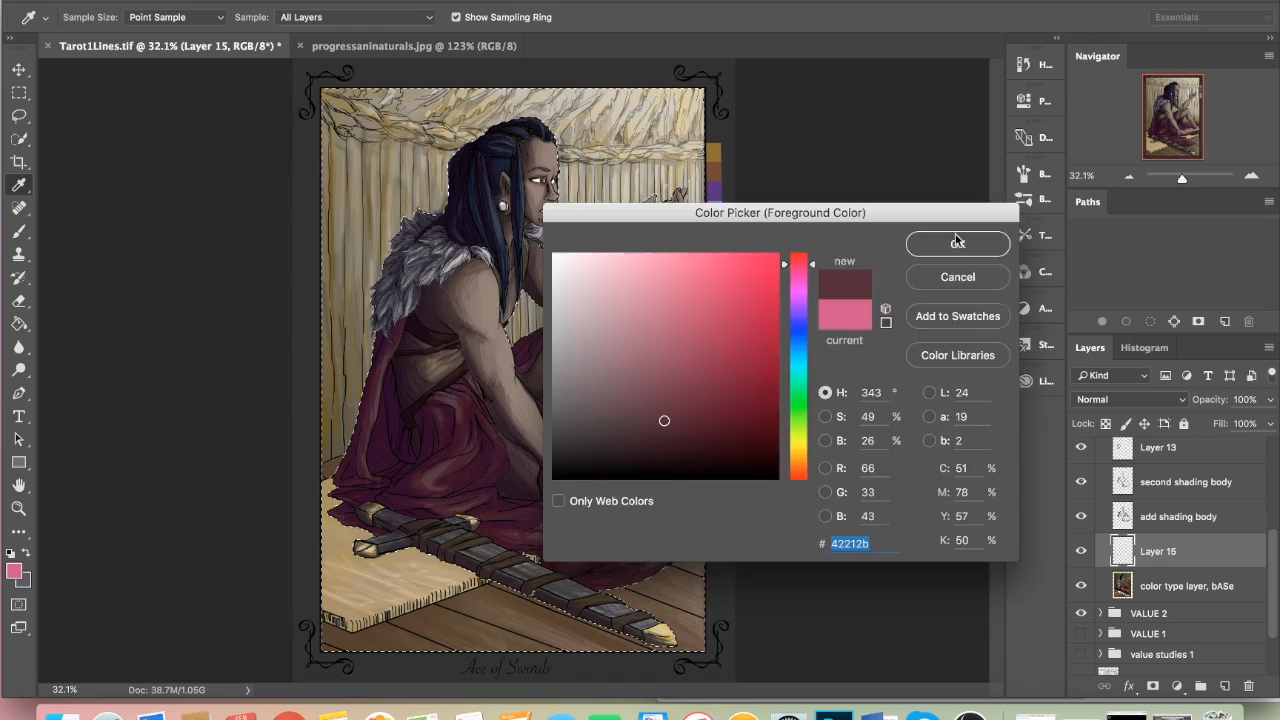 Sample Size: Point Sample Sample: All Layers Show Sampling Ring Essentials
Tarot1Lines.tif @ 32.1% (Layer 15, RGB/8*) * progressaninaturals.jpg @ 123% (RGB/8)
Navigator
H...
P...
D...
B...
B...
T...
C...
A...
St...
Li...
32.1%
Paths
Color Picker (Foreground Color)
new
current
OK
Cancel
Add to Swatches
Color Libraries
H: 343 ° L: 24
S: 49 % a: 19
B: 26 % b: 2
R: 66 C: 51 %
G: 33 M: 78 %
B: 43 Y: 57 %
# 42212b K: 50 %
Only Web Colors
Layers Histogram
Kind
Normal Opacity: 100%
Lock: Fill: 100%
Layer 13
second shading body
add shading body
Layer 15
color type layer, bASe
VALUE 2
VALUE 1
value studies 1
Ace of Swords
32.1% Doc: 38.7M/1.05G
FEB